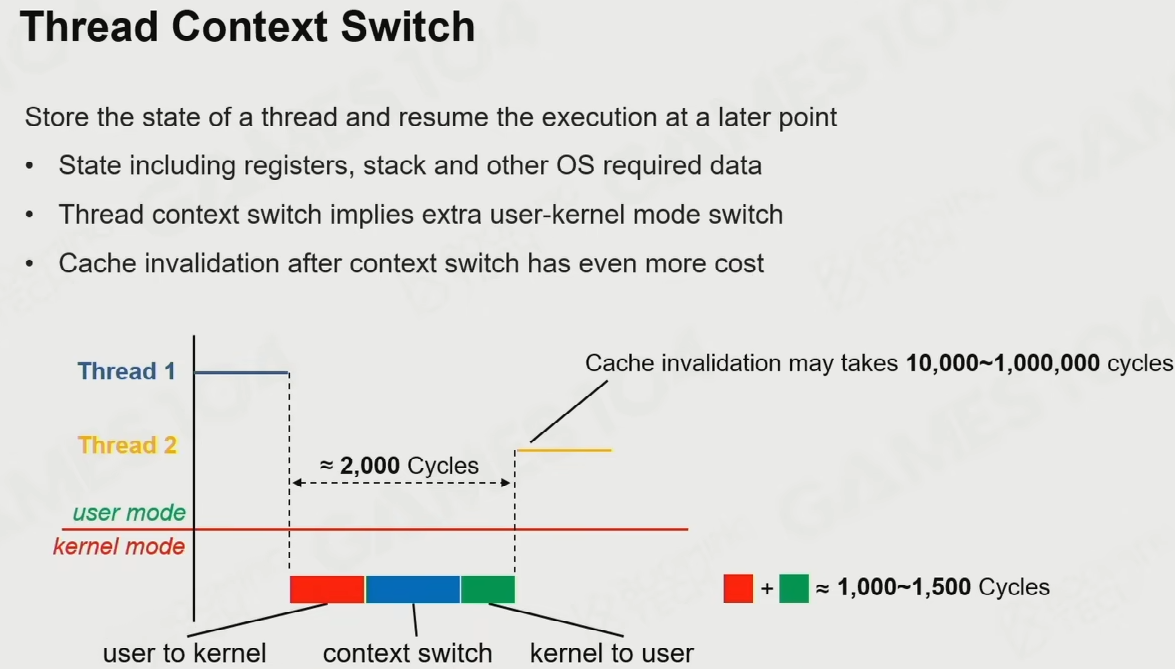 Thread Context Switch
Store the state of a thread and resume the execution at a later point
• State including registers, stack and other OS required data
• Thread context switch implies extra user-kernel mode switch
• Cache invalidation after context switch has even more cost
Thread 1
Cache invalidation may takes 10,000~1,000,000 cycles
Thread 2
≈ 2,000 Cycles
user mode
kernel mode
+ ≈ 1,000~1,500 Cycles
user to kernel
context switch
kernel to user
GAMES 104